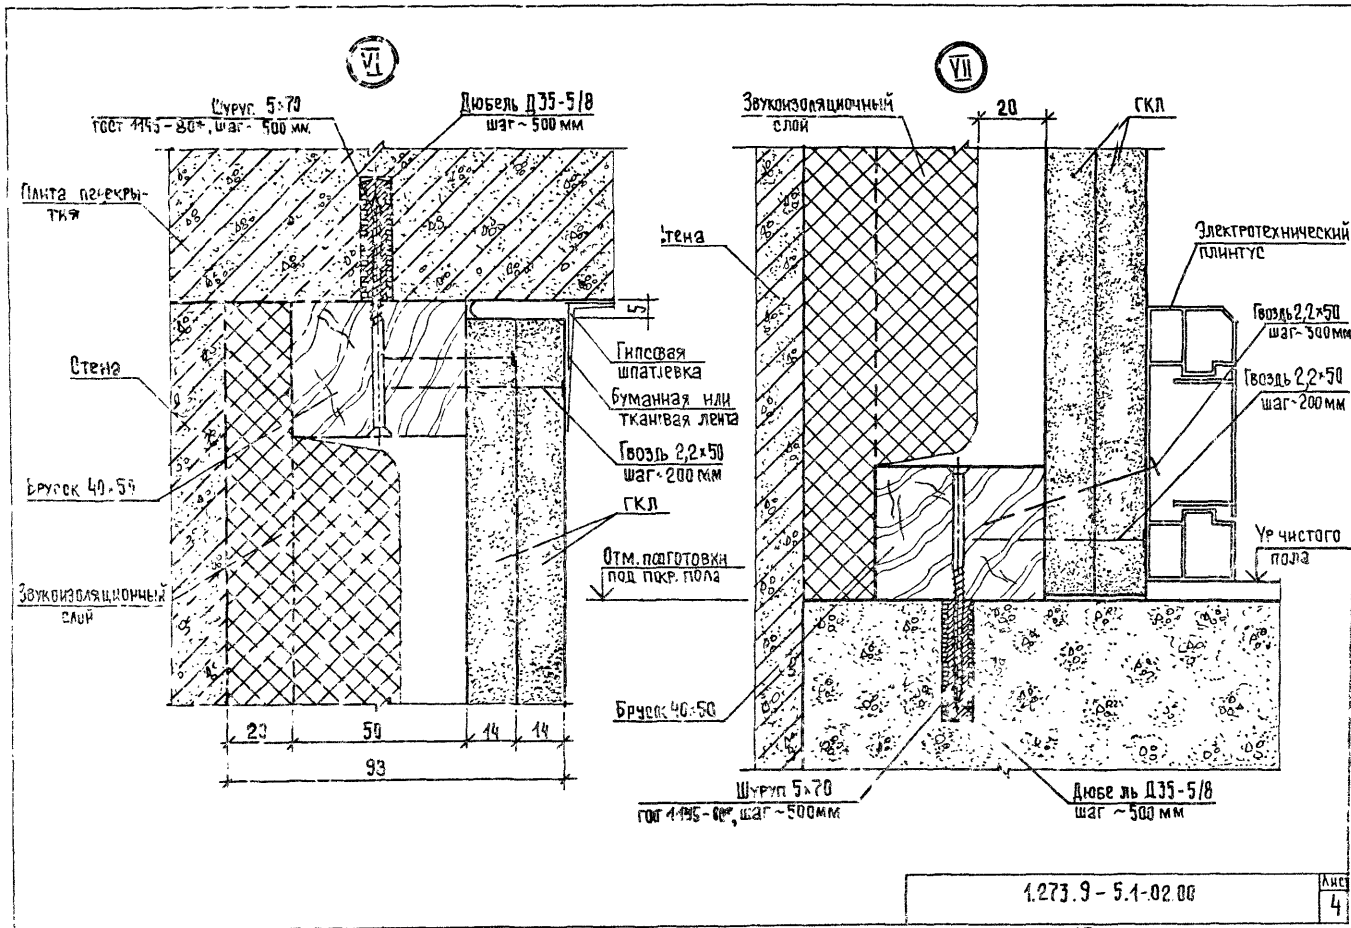 VI
Шуруп 5×70
ГОСТ 1145-80*, шаг ~ 500 мм
Дюбель Д35-5/8
шаг ~ 500 мм
Плита перекры-
тия
Стена
Брусок 40×50
Звукоизоляционный
слой
5
Гипсовая
шпатлевка
Бумажная или
тканевая лента
Гвоздь 2,2×50
шаг ~200 мм
ГКЛ
Отм. подготовки
под покр. пола
20
50
14
14
93
VII
Звукоизоляционный
слой
20
ГКЛ
Стена
Электротехнический
плинтус
Гвоздь 2,2×50
шаг ~ 500мм
Гвоздь 2,2×50
шаг ~200 мм
Ур чистого
пола
Брусок 40×50
Шуруп 5×70
ГОСТ 1145-80*, шаг ~500мм
Дюбель Д35-5/8
шаг ~500 мм
1.273.9 - 5.1-02.00
Лист
4